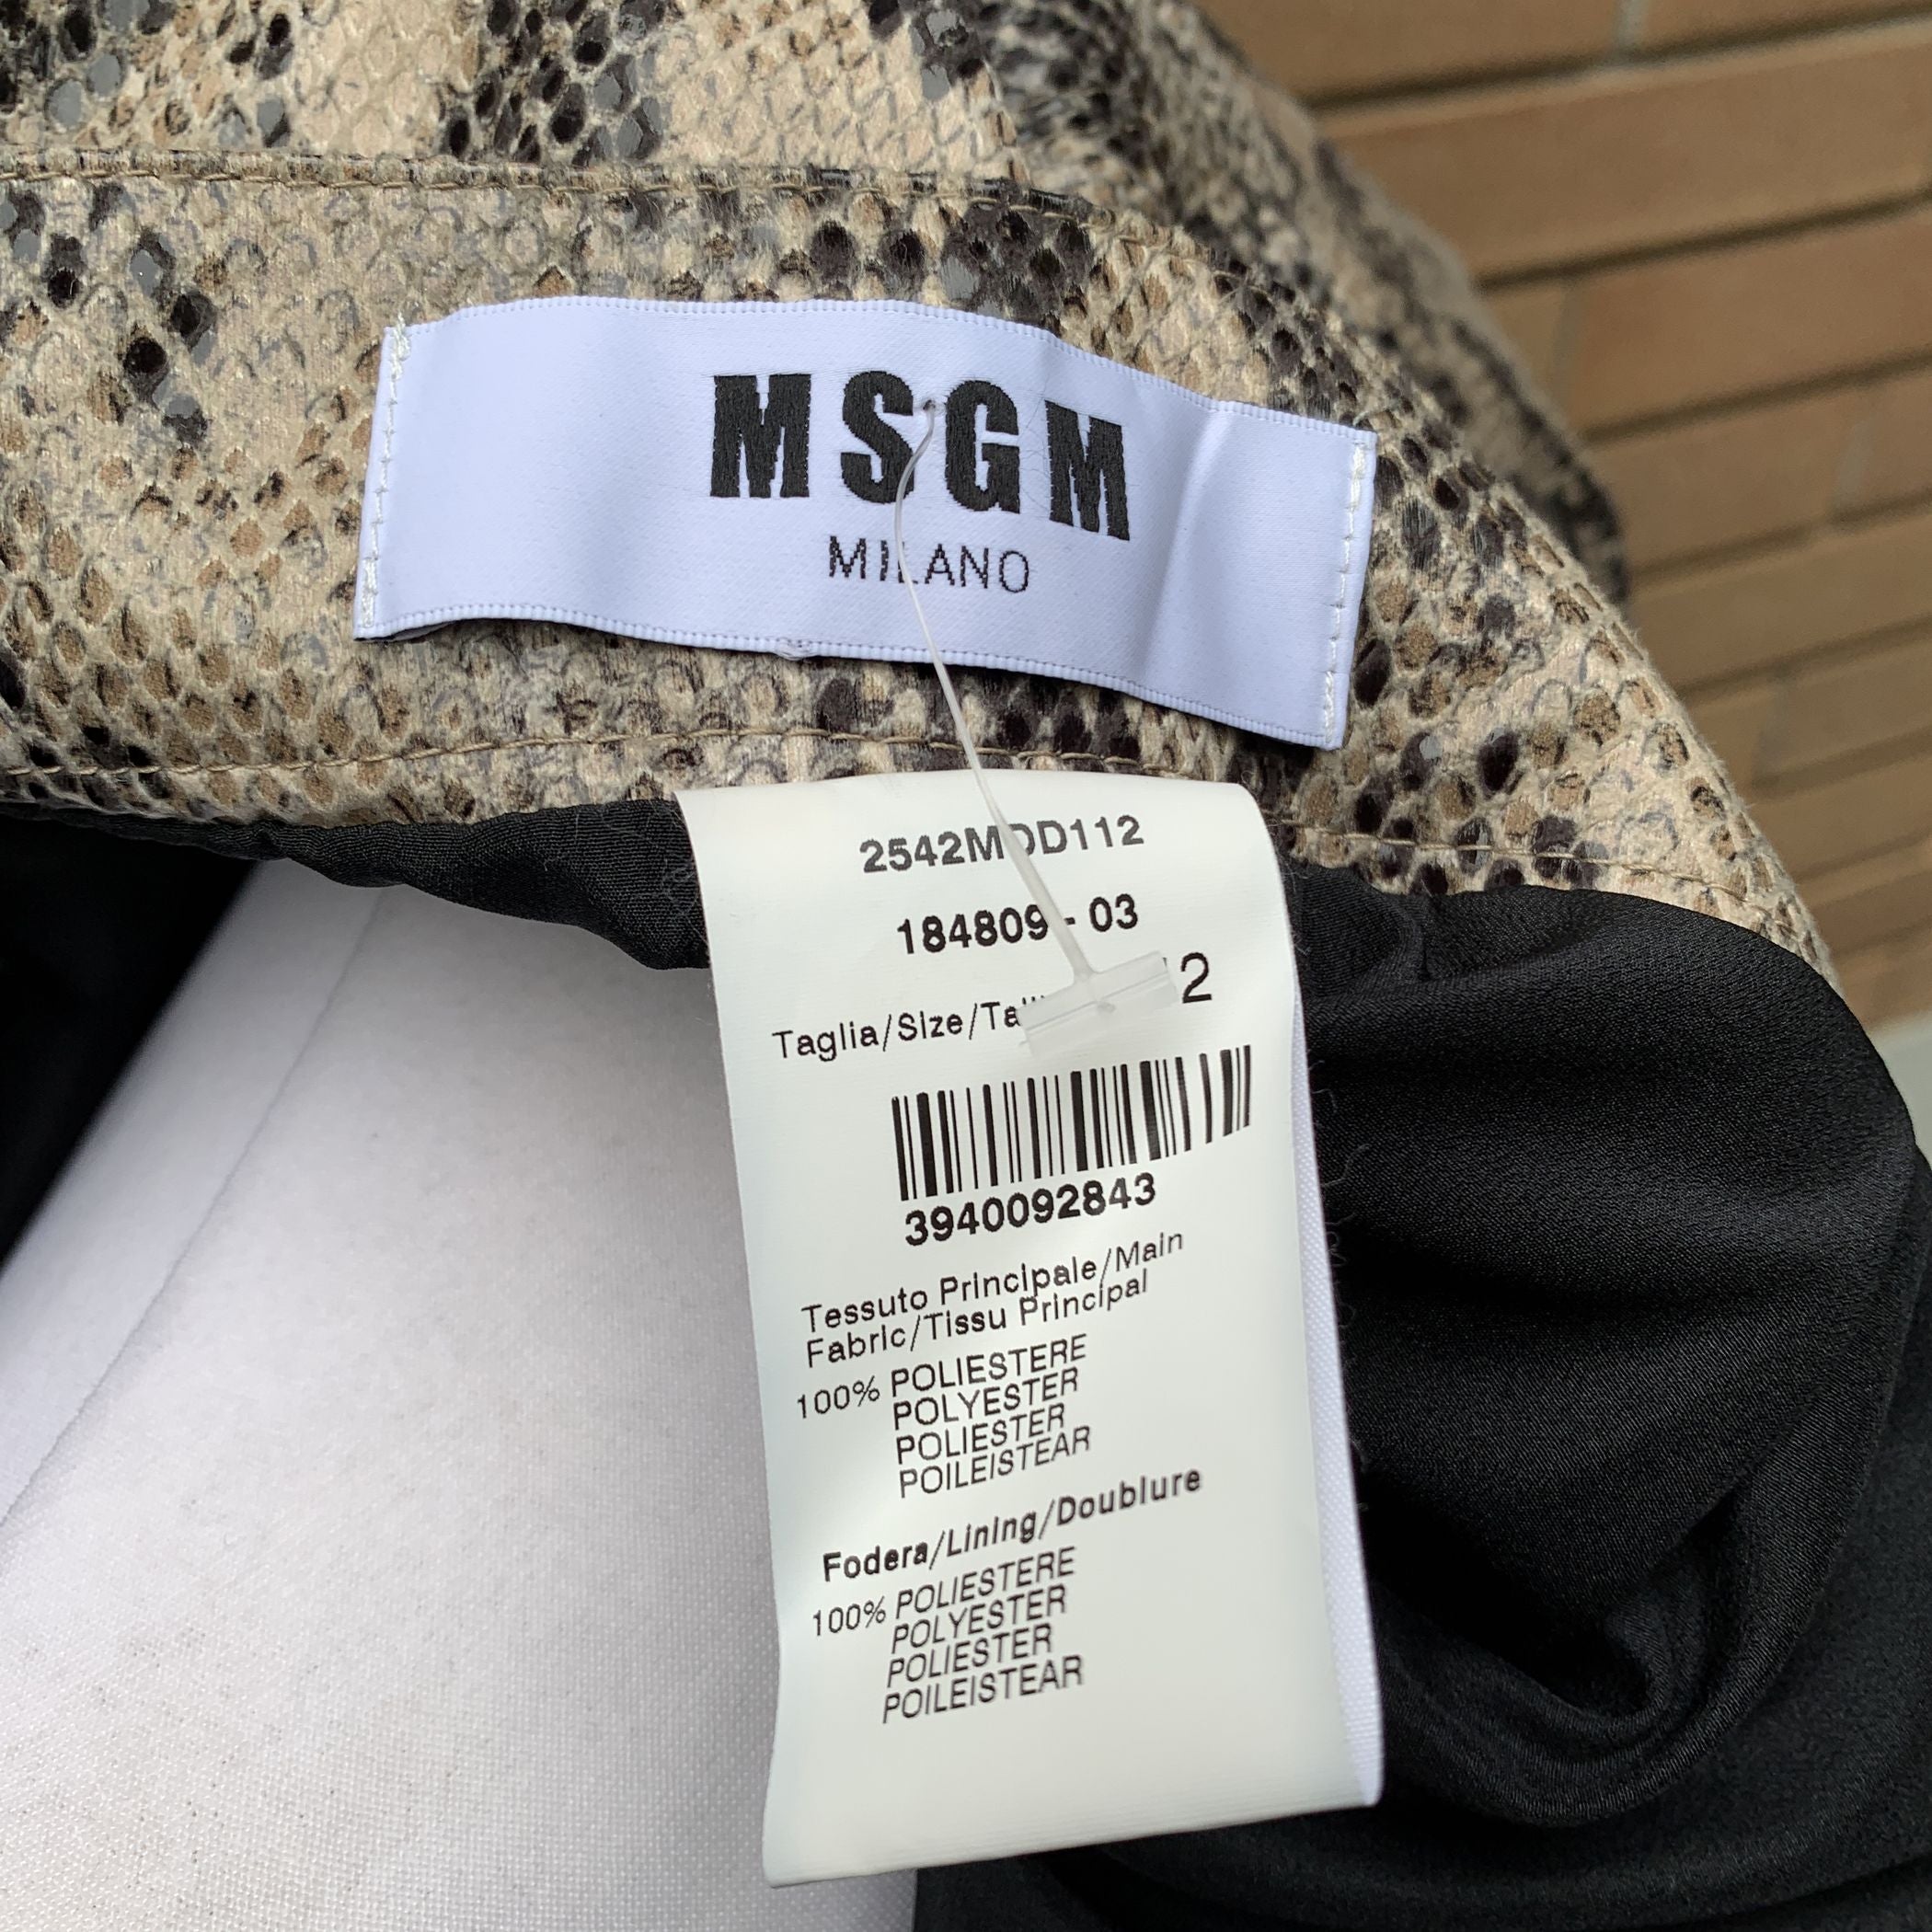 MSGM
MILANO
2542MDD112
184809 - 03
Taglia/Size/
Tessuto Principale/Main
Fabric/Tissu Principal
100% POLIESTERE
POLYESTER
POLIESTER
POILEISTEAR
Fodera/Lining/Doublure
100% POLIESTERE
POLYESTER
POLIESTER
POILEISTEAR
3940092843